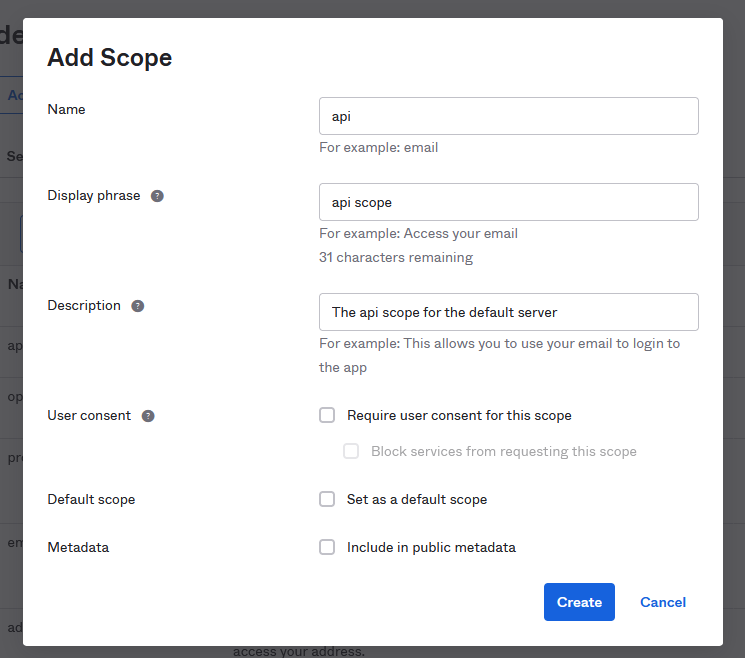 de
Add Scope
Ac
Name
api
For example: email
Se
Display phrase ?
api scope
For example: Access your email
31 characters remaining
Na
Description ?
The api scope for the default server
For example: This allows you to use your email to login to
the app
ap
op
User consent ?
Require user consent for this scope
Block services from requesting this scope
pro
Default scope
Set as a default scope
em
Metadata
Include in public metadata
Create
Cancel
ad
access your address.